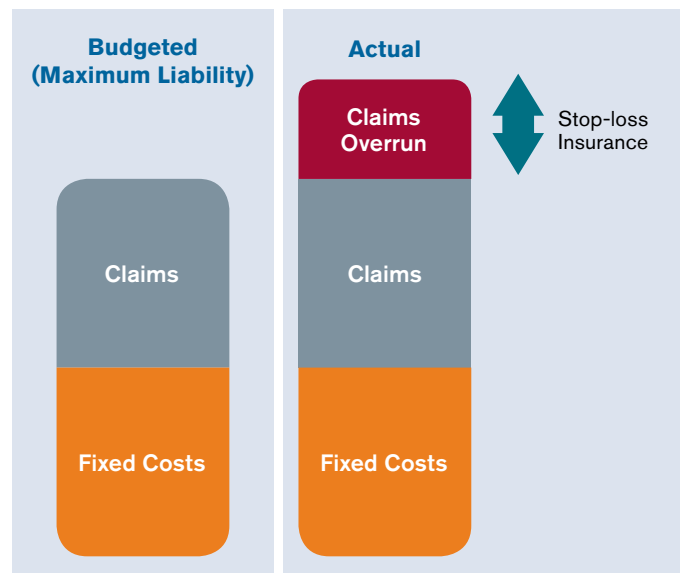 Budgeted
(Maximum Liability)
Claims
Fixed Costs
Actual
Claims
Overrun
Stop-loss
Insurance
Claims
Fixed Costs